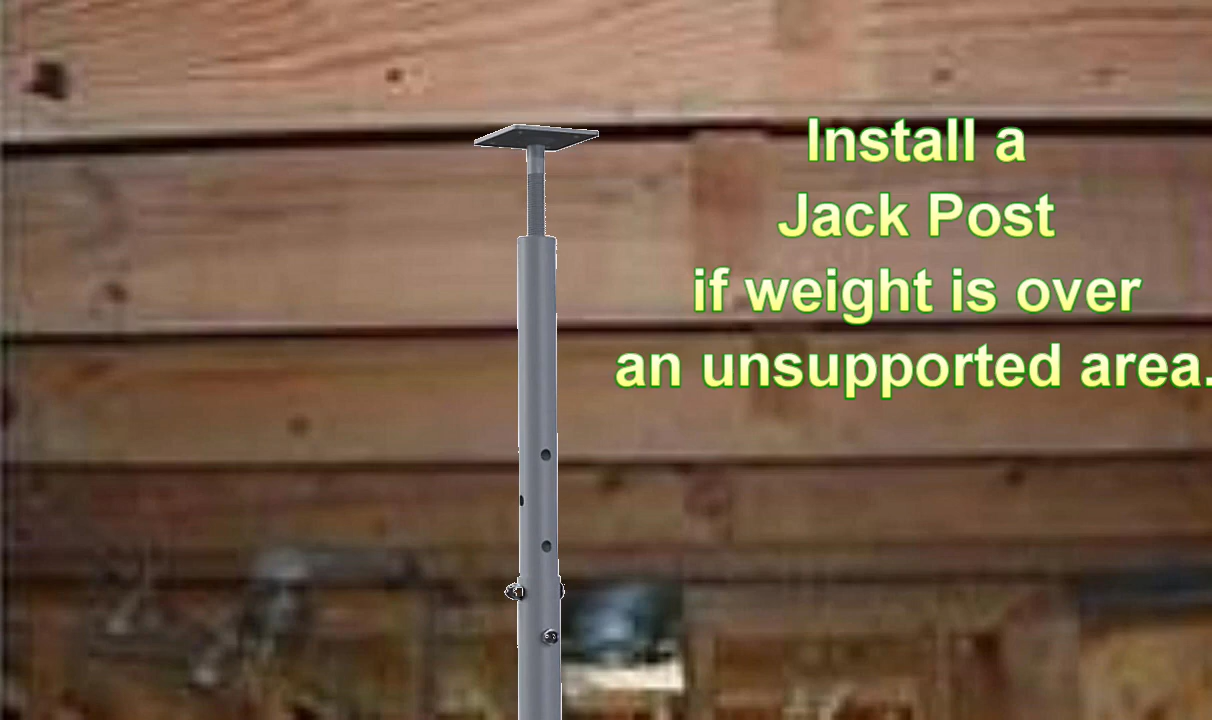 Install a
Jack Post
if weight is over
an unsupported area.